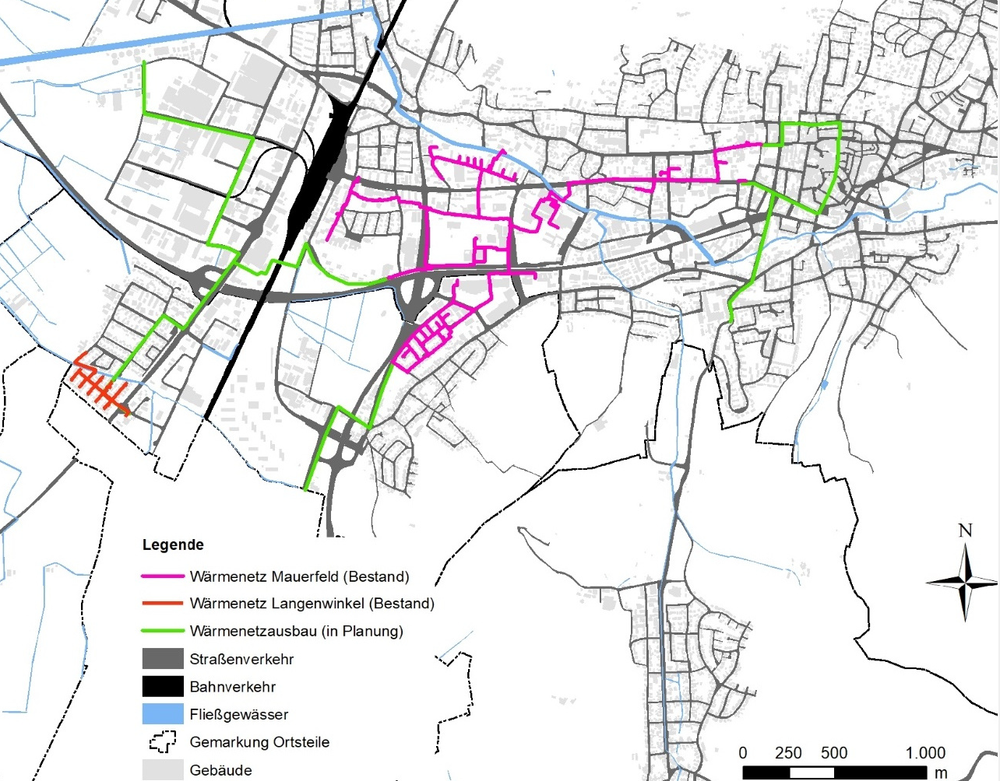 N
Legende
Wärmenetz Mauerfeld (Bestand)
Wärmenetz Langenwinkel (Bestand)
Wärmenetzausbau (in Planung)
Straßenverkehr
Bahnverkehr
Fließgewässer
Gemarkung Ortsteile
Gebäude
0 250 500 1.000
m